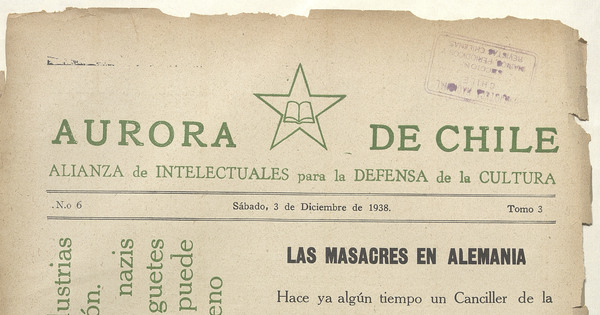 AURORA DE CHILE
ALIANZA de INTELECTUALES para la DEFENSA de la CULTURA
.N.o 6 Sábado, 3 de Diciembre de 1938. Tomo 3
ustrias
ón.
nazis
guetes
puede
eno
LAS MASACRES EN ALEMANIA
Hace ya algún tiempo un Canciller de la